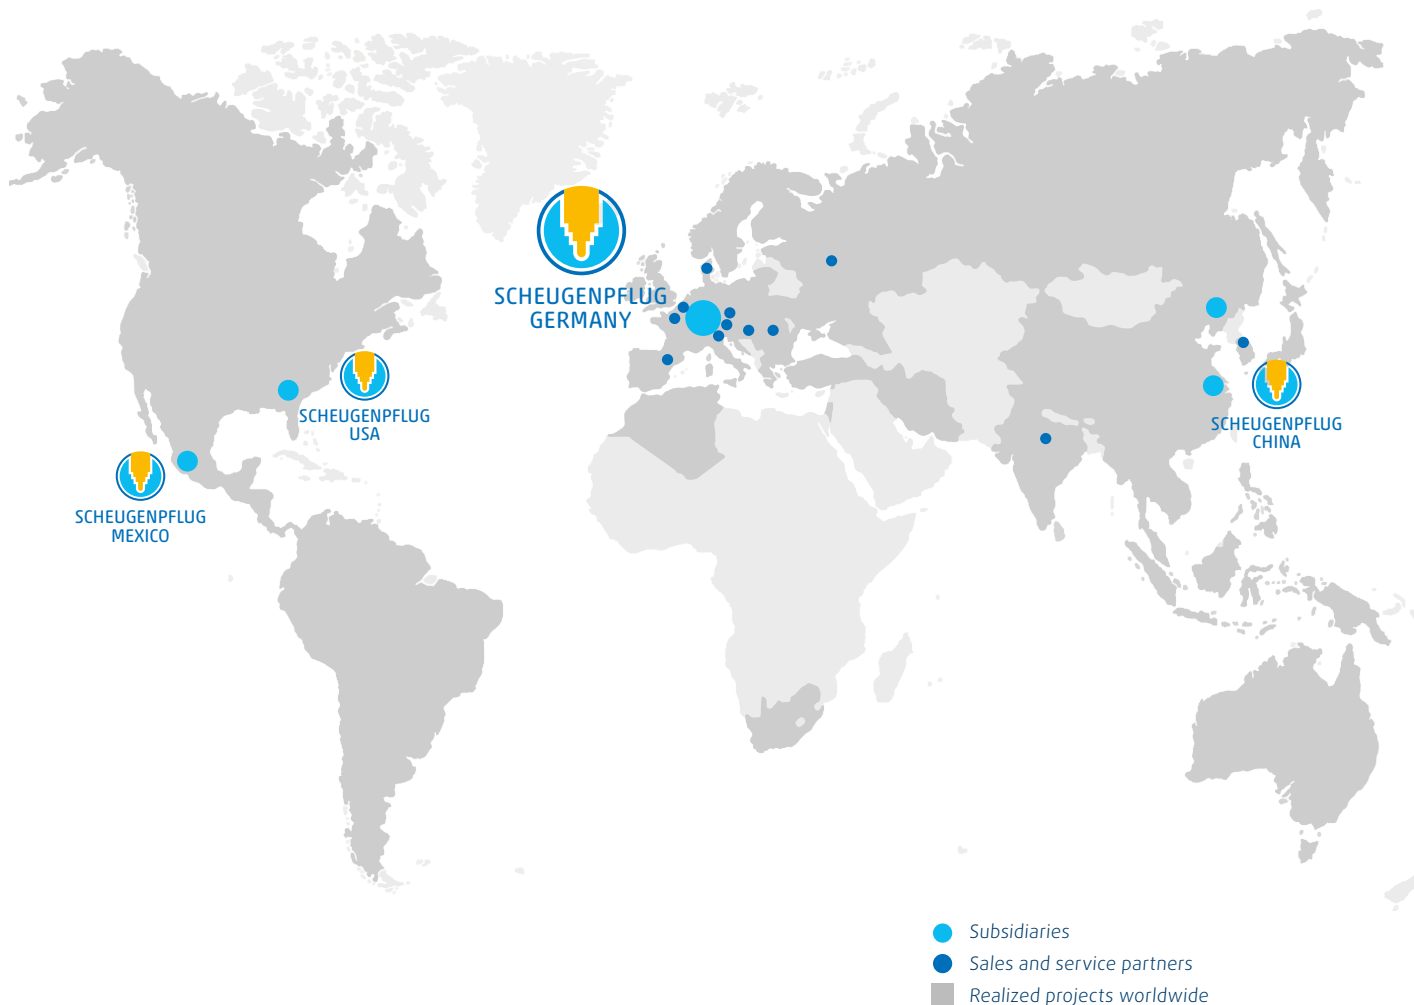 SCHEUGENPFLUG
GERMANY
SCHEUGENPFLUG
USA
SCHEUGENPFLUG
CHINA
SCHEUGENPFLUG
MEXICO
Subsidiaries
Sales and service partners
Realized projects worldwide